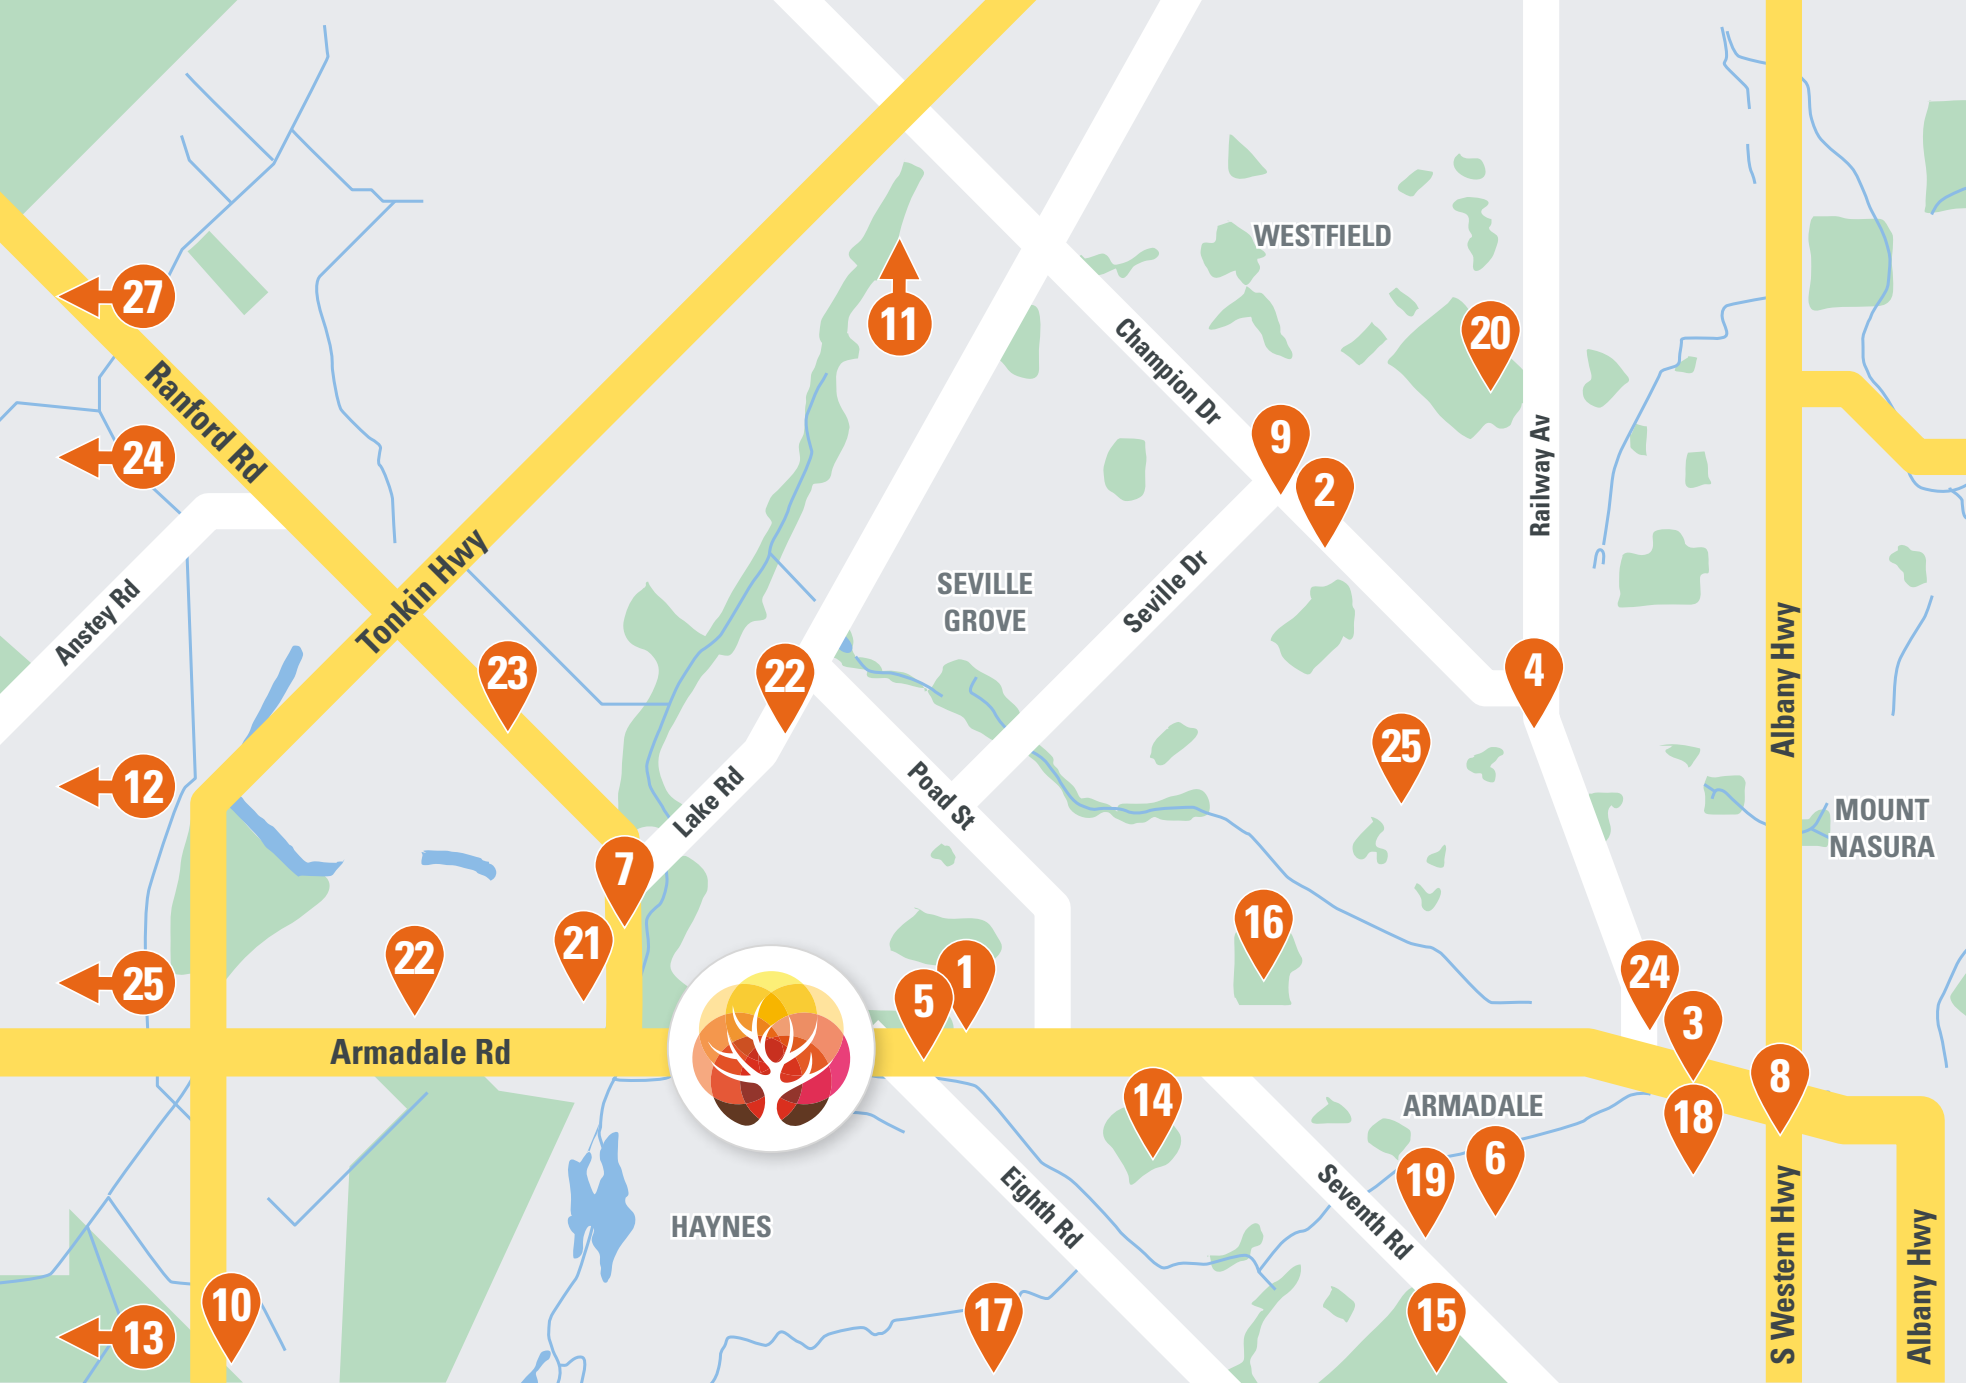 WESTFIELD
27
11
20
Champion Dr
Ranford Rd
24
9
2
Railway Av
Tonkin Hwy
Anstey Rd
SEVILLE
GROVE
Seville Dr
23
22
4
Albany Hwy
25
12
Lake Rd
Poad St
MOUNT
NASURA
7
16
21
22
25
1
5
24
3
Armadale Rd
8
14
ARMADALE
18
6
19
Eighth Rd
Seventh Rd
HAYNES
S Western Hwy
Albany Hwy
10
17
15
13